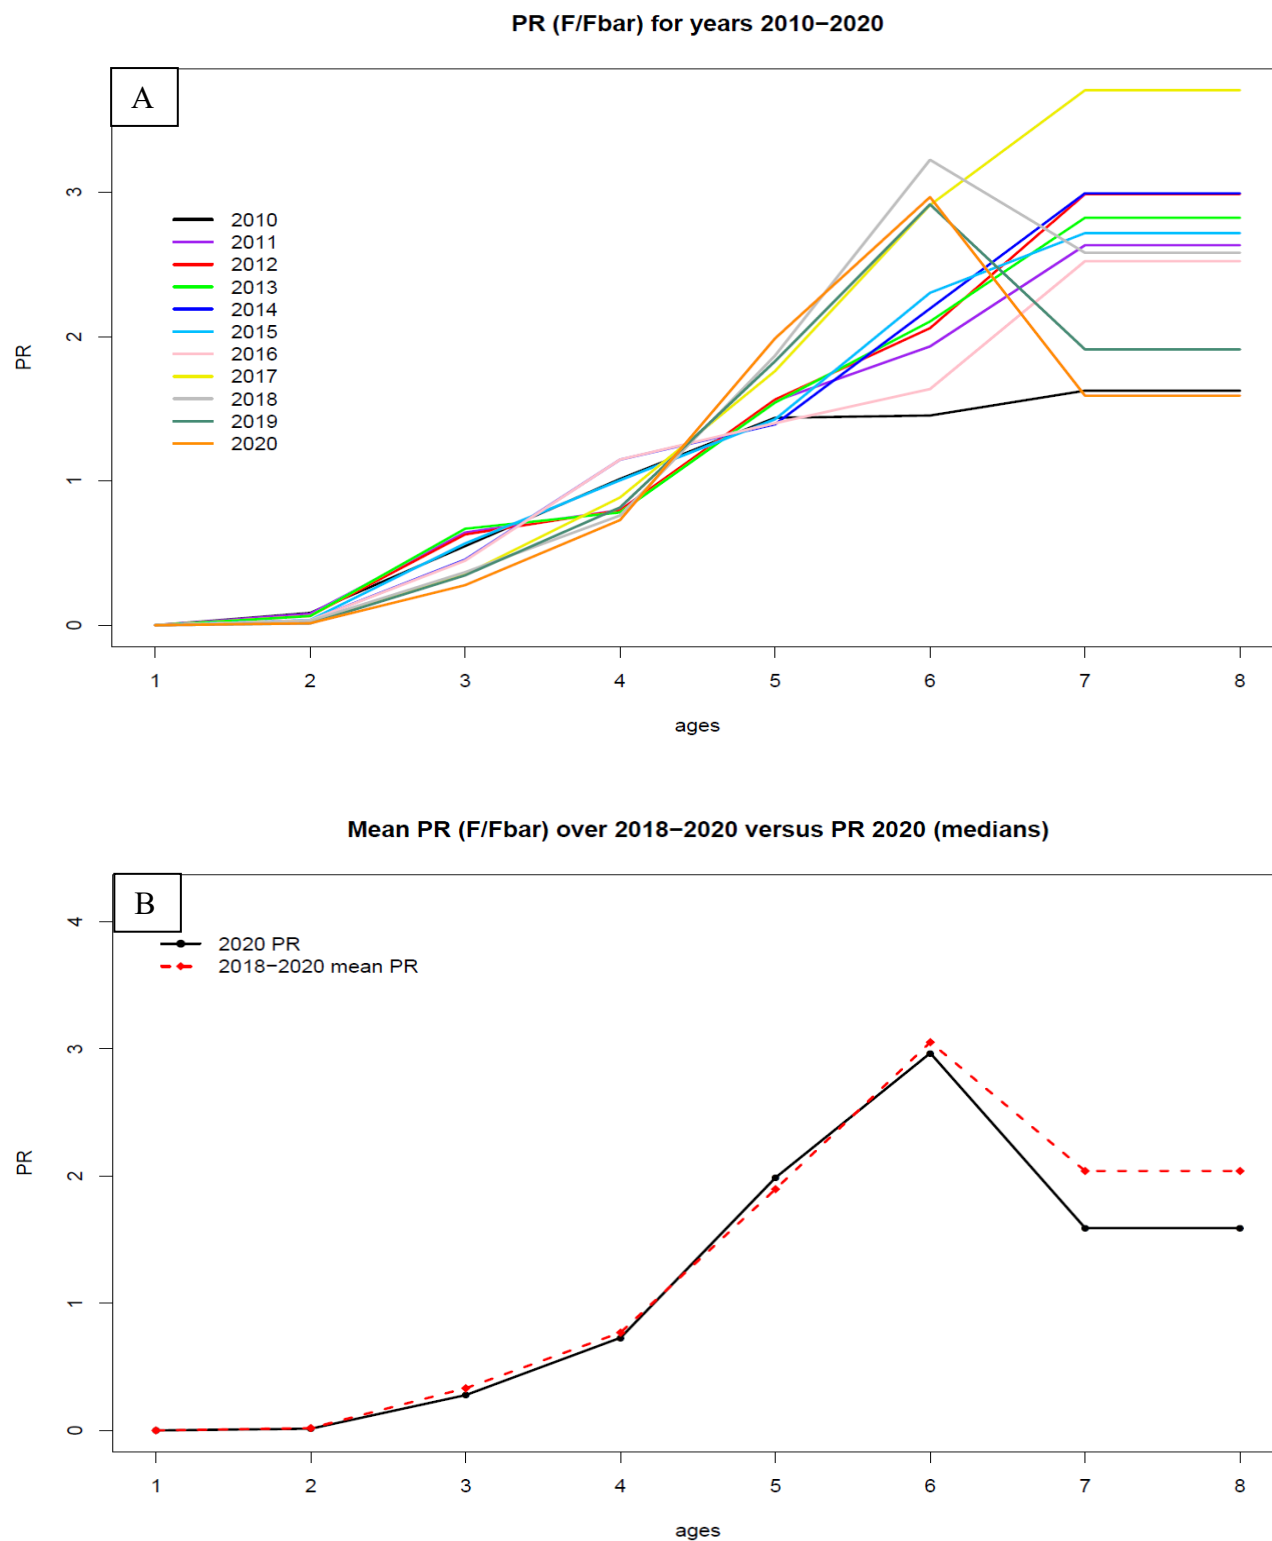 PR (F/Fbar) for years 2010−2020
A
3
2
1
0
PR
2010
2011
2012
2013
2014
2015
2016
2017
2018
2019
2020
1 2 3 4 5 6 7 8
ages
Mean PR (F/Fbar) over 2018−2020 versus PR 2020 (medians)
B
4
3
2
1
0
PR
2020 PR
2018−2020 mean PR
1 2 3 4 5 6 7 8
ages